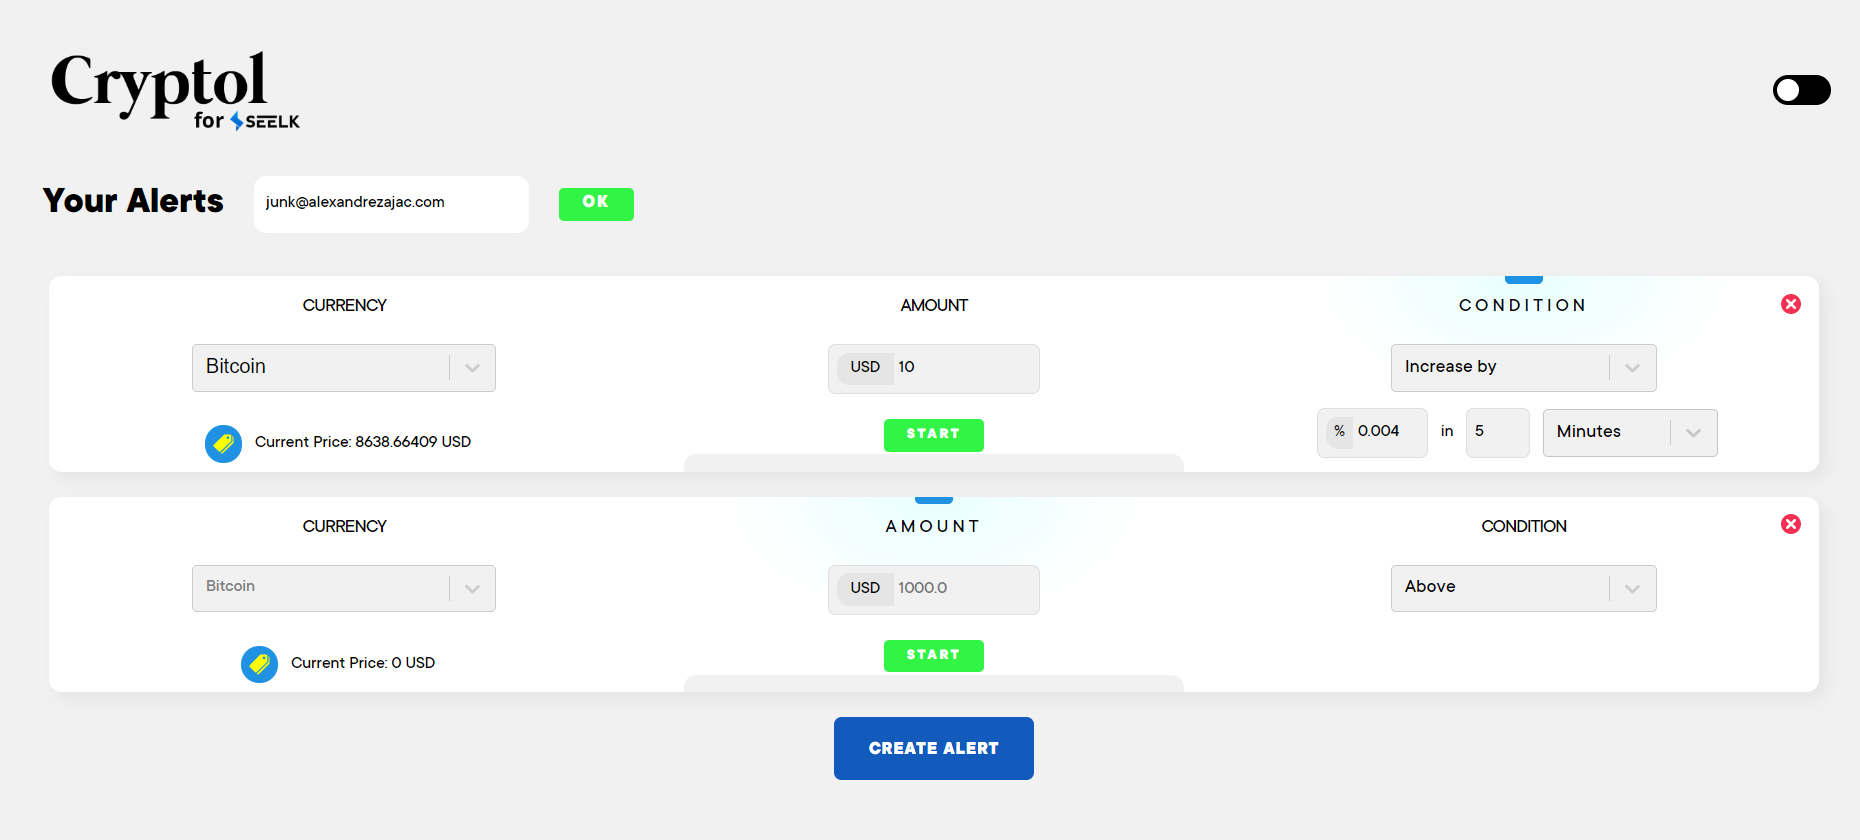 Cryptol
for SEELK
Your Alerts
junk@alexandrezajac.com
OK
CURRENCY
AMOUNT
CONDITION
Bitcoin
USD 10
Increase by
Current Price: 8638.66409 USD
START
% 0.004 in 5 Minutes
CURRENCY
AMOUNT
CONDITION
Bitcoin
USD 1000.0
Above
Current Price: 0 USD
START
CREATE ALERT